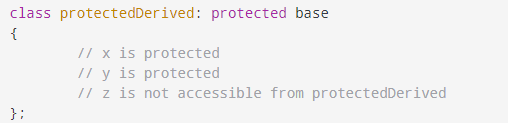 class protectedDerived: protected base
{
// x is protected
// y is protected
// z is not accessible from protectedDerived
};